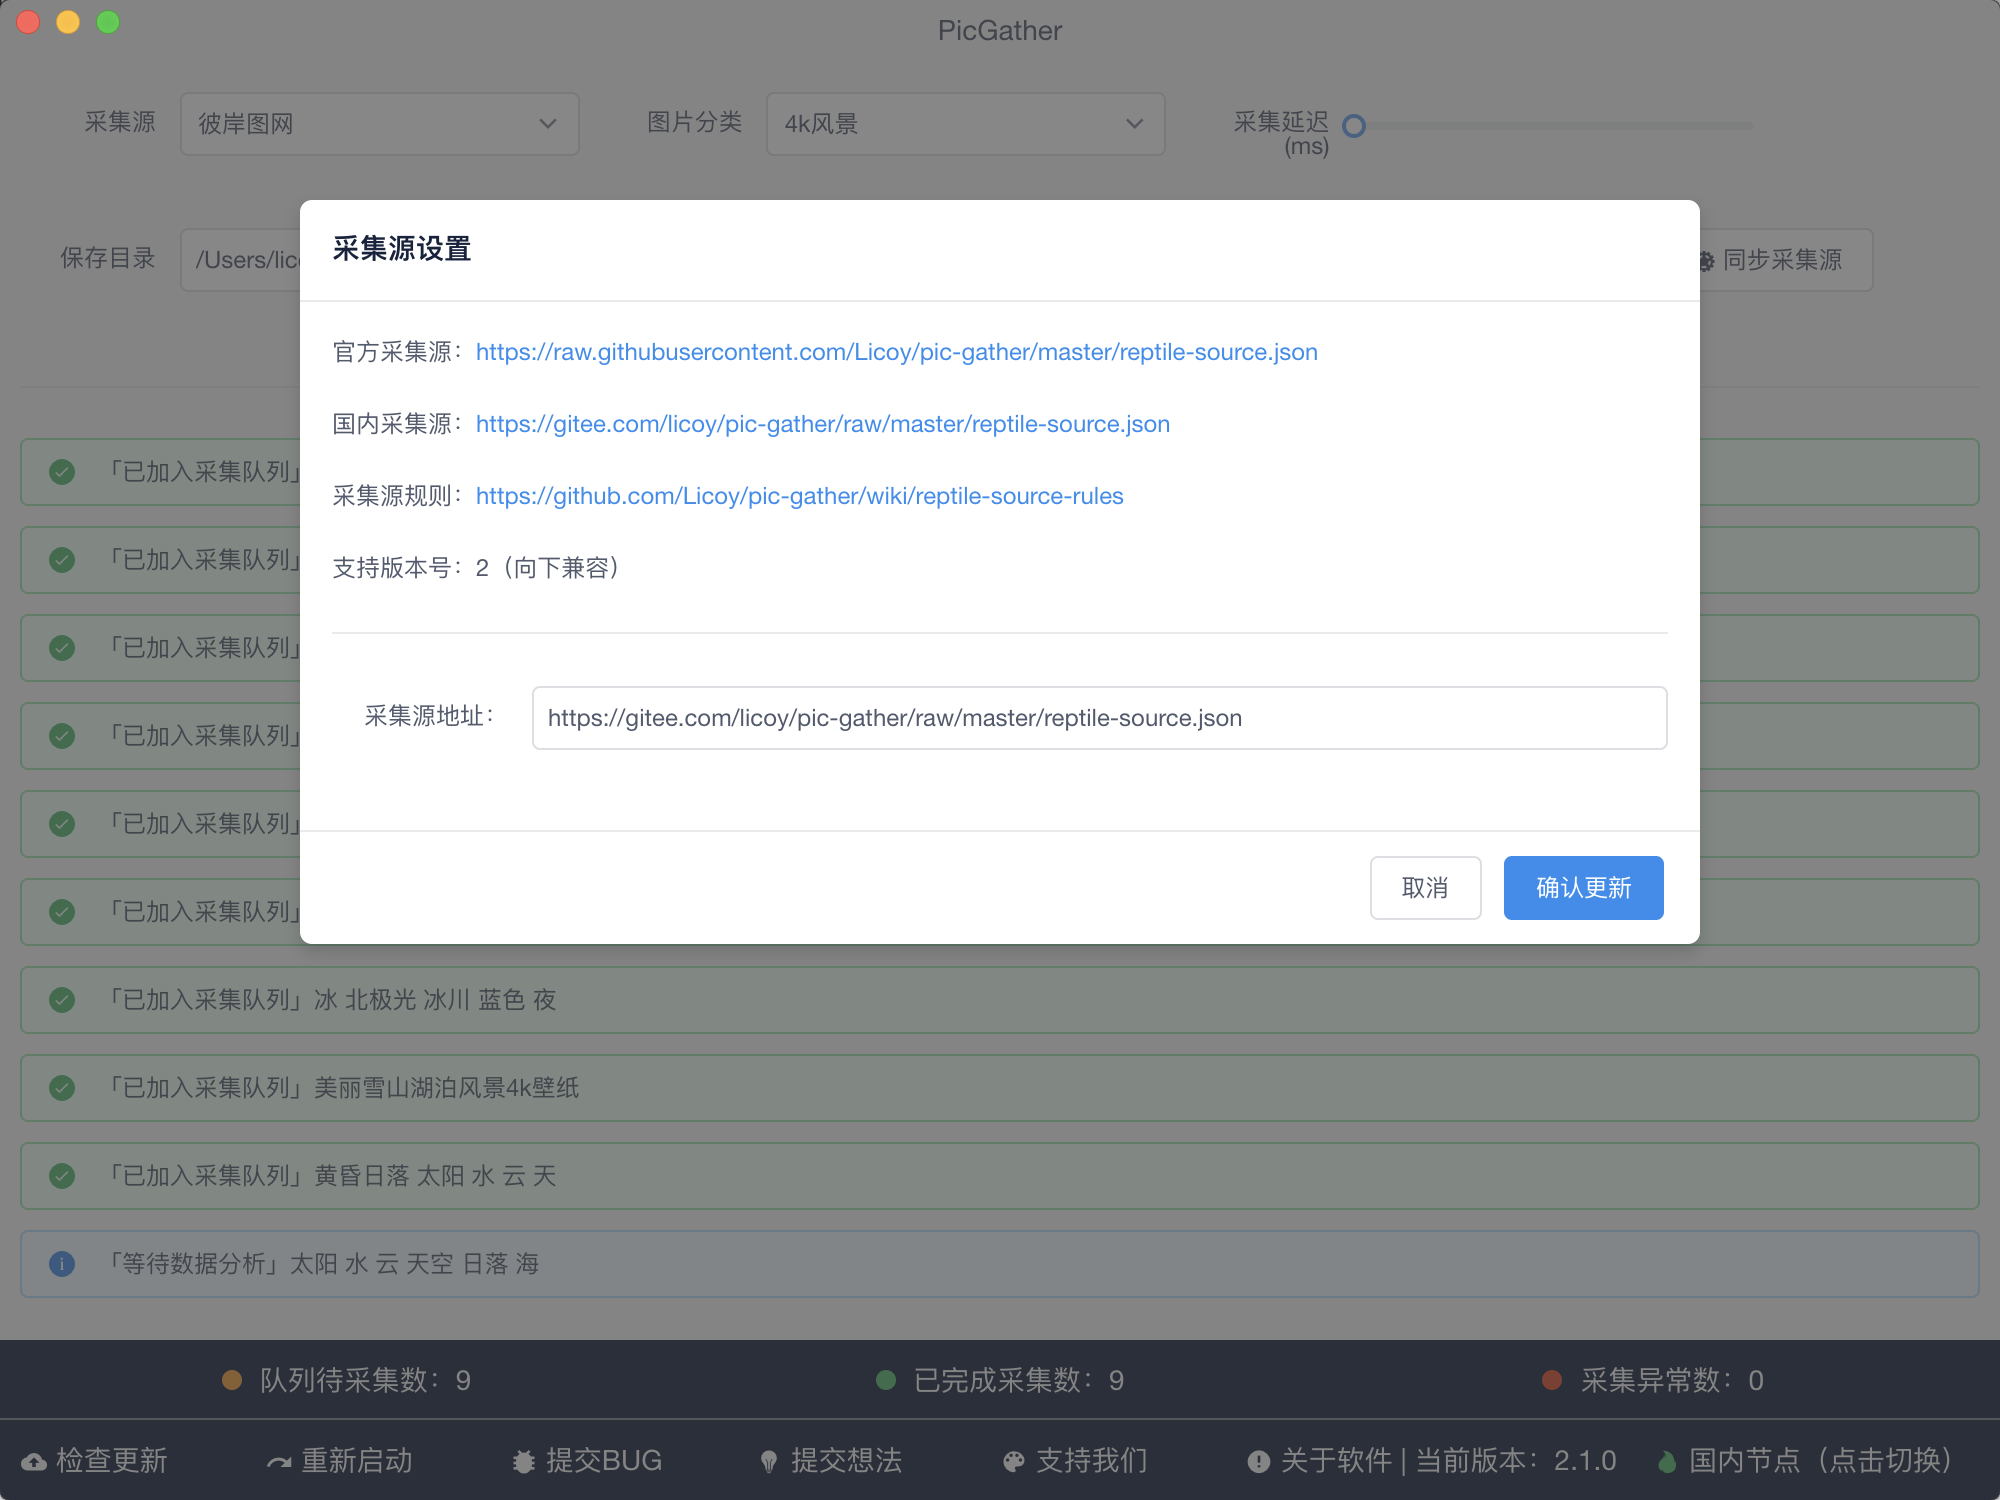 PicGather
采集源
彼岸图网
图片分类
4k风景
采集延迟
(ms)
保存目录
/Users/lic
同步采集源
采集源设置
官方采集源：https://raw.githubusercontent.com/Licoy/pic-gather/master/reptile-source.json
国内采集源：https://gitee.com/licoy/pic-gather/raw/master/reptile-source.json
采集源规则：https://github.com/Licoy/pic-gather/wiki/reptile-source-rules
支持版本号：2（向下兼容）
采集源地址：
https://gitee.com/licoy/pic-gather/raw/master/reptile-source.json
取消
确认更新
「已加入采集队列」
「已加入采集队列」
「已加入采集队列」
「已加入采集队列」
「已加入采集队列」
「已加入采集队列」
「已加入采集队列」冰 北极光 冰川 蓝色 夜
「已加入采集队列」美丽雪山湖泊风景4k壁纸
「已加入采集队列」黄昏日落 太阳 水 云 天
「等待数据分析」太阳 水 云 天空 日落 海
队列待采集数：9
已完成采集数：9
采集异常数：0
检查更新
重新启动
提交BUG
提交想法
支持我们
关于软件 | 当前版本：2.1.0
国内节点（点击切换）